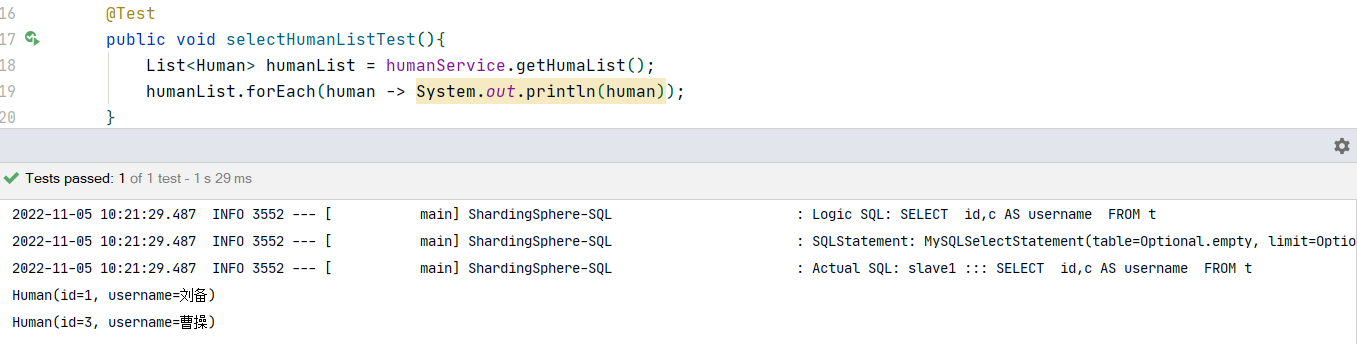 16 @Test
17 public void selectHumanListTest(){
18 List<Human> humanList = humanService.getHumaList();
19 humanList.forEach(human -> System.out.println(human));
20 }
Tests passed: 1 of 1 test - 1 s 29 ms
2022-11-05 10:21:29.487  INFO 3552 --- [           main] ShardingSphere-SQL                       : Logic SQL: SELECT  id,c AS username  FROM t
2022-11-05 10:21:29.487  INFO 3552 --- [           main] ShardingSphere-SQL                       : SQLStatement: MySQLSelectStatement(table=Optional.empty, limit=Optio
2022-11-05 10:21:29.487  INFO 3552 --- [           main] ShardingSphere-SQL                       : Actual SQL: slave1 ::: SELECT  id,c AS username  FROM t
Human(id=1, username=刘备)
Human(id=3, username=曹操)